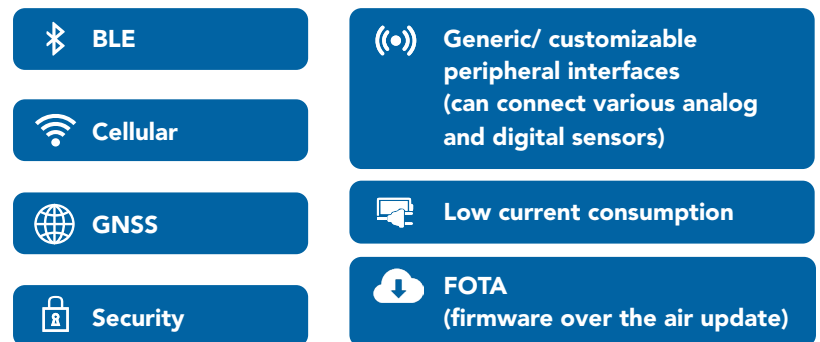 BLE
Cellular
GNSS
Security
Generic/ customizable
peripheral interfaces
(can connect various analog
and digital sensors)
Low current consumption
FOTA
(firmware over the air update)